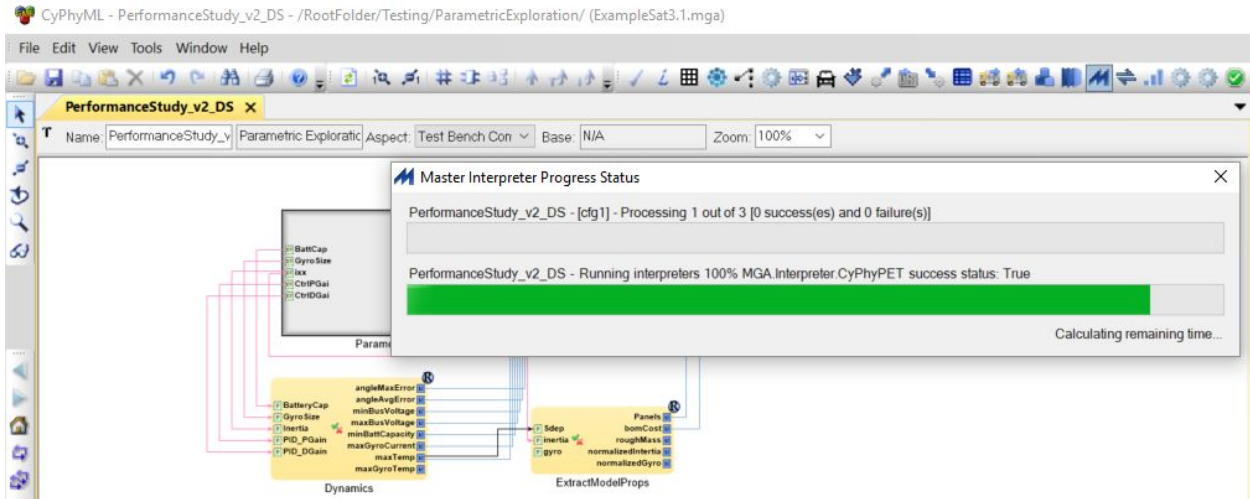 CyPhyML - PerformanceStudy_v2_DS - /RootFolder/Testing/ParametricExploration/ (ExampleSat3.1.mga)
File Edit View Tools Window Help
PerformanceStudy_v2_DS X
T Name: PerformanceStudy_v Parametric Exploratic Aspect: Test Bench Con Base: N/A Zoom: 100%
Master Interpreter Progress Status
PerformanceStudy_v2_DS - [cfg1] - Processing 1 out of 3 [0 success(es) and 0 failure(s)]
PerformanceStudy_v2_DS - Running interpreters 100% MGA.Interpreter.CyPhyPET success status: True
Calculating remaining time...
BattCap
GyroSize
ixx
CtrlPGai
CtrlDGai
Parame
BatteryCap
GyroSize
Inertia
PID_PGain
PID_DGain
angleMaxError
angleAvgError
minBusVoltage
maxBusVoltage
minBattCapacity
maxGyroCurrent
maxTemp
maxGyroTemp
R
Dynamics
Sdep
inertia
gyro
Panels
bomCost
roughMass
normalizedIntertia
normalizedGyro
R
ExtractModelProps